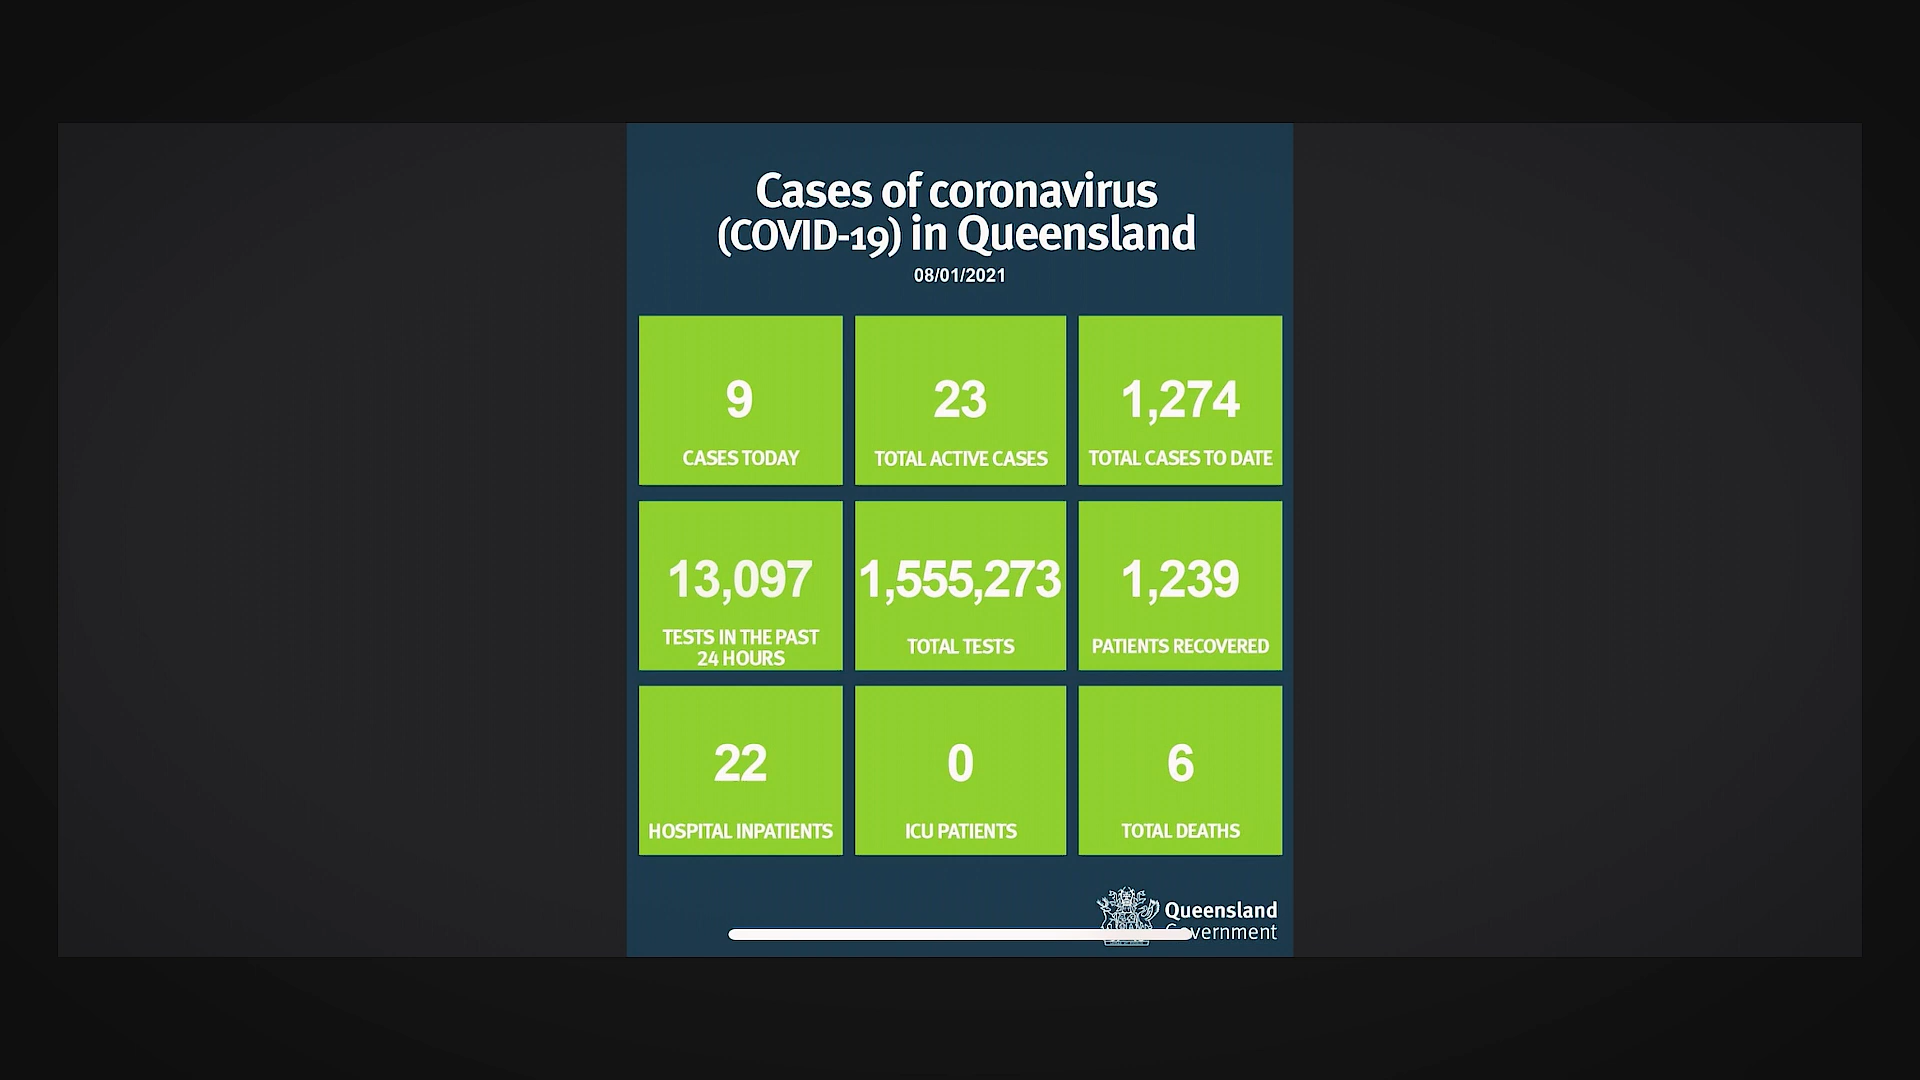 Cases of coronavirus
(COVID-19) in Queensland
08/01/2021
9
CASES TODAY
23
TOTAL ACTIVE CASES
1,274
TOTAL CASES TO DATE
13,097
TESTS IN THE PAST
24 HOURS
1,555,273
TOTAL TESTS
1,239
PATIENTS RECOVERED
22
HOSPITAL INPATIENTS
0
ICU PATIENTS
6
TOTAL DEATHS
Queensland
Government